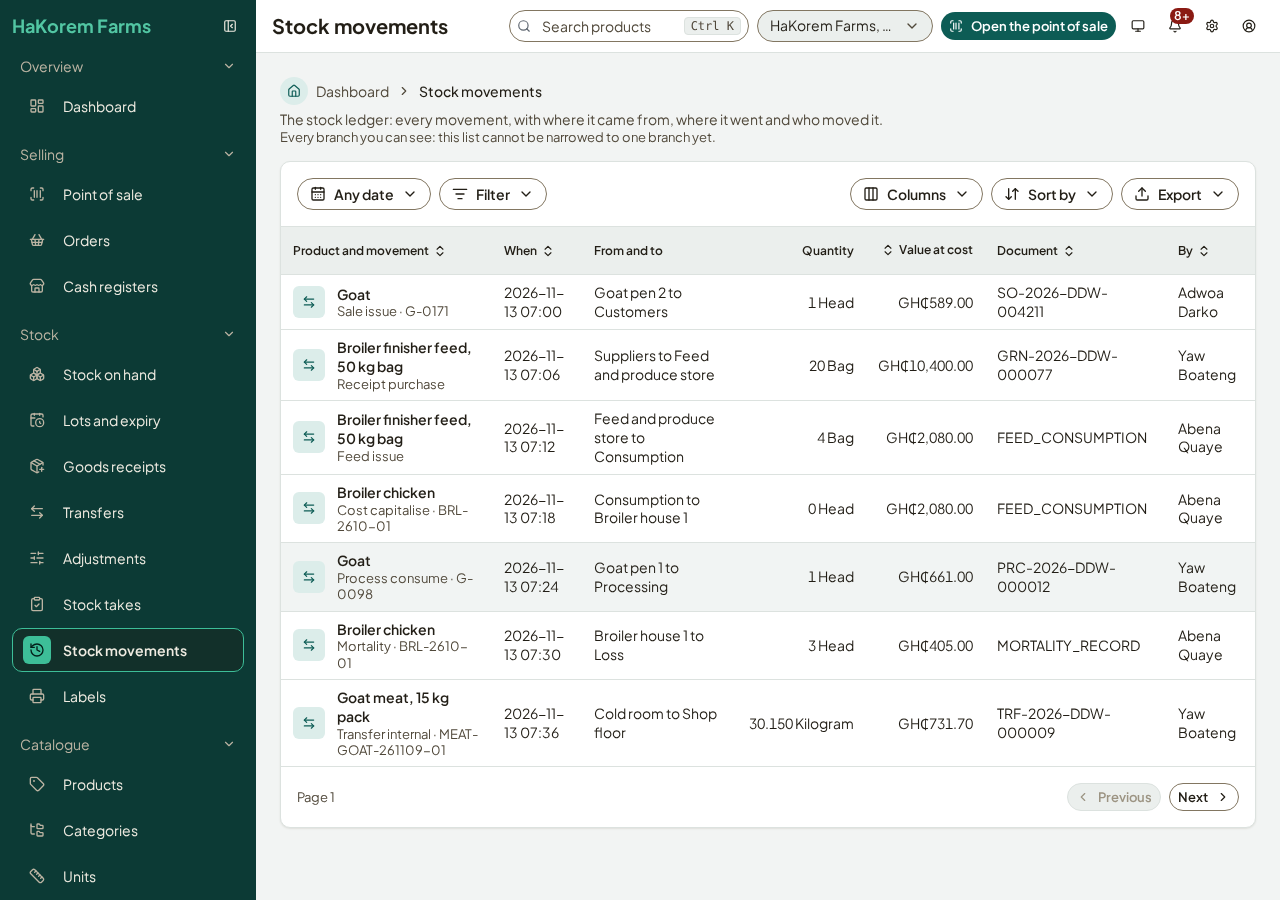 HaKorem Farms
Overview
Dashboard
Selling
Point of sale
Orders
Cash registers
Stock
Stock on hand
Lots and expiry
Goods receipts
Transfers
Adjustments
Stock takes
Stock movements
Labels
Catalogue
Products
Categories
Units
Stock movements
Search products
Ctrl K
HaKorem Farms, ...
Open the point of sale
8+
Dashboard
Stock movements
The stock ledger: every movement, with where it came from, where it went and who moved it.
Every branch you can see: this list cannot be narrowed to one branch yet.
Any date
Filter
Columns
Sort by
Export
Product and movement
When
From and to
Quantity
Value at cost
Document
By
Goat
Sale issue · G-0171
2026-11-
13 07:00
Goat pen 2 to
Customers
1 Head
GH₵589.00
SO-2026-DDW-
004211
Adwoa
Darko
Broiler finisher feed,
50 kg bag
Receipt purchase
2026-11-
13 07:06
Suppliers to Feed
and produce store
20 Bag
GH₵10,400.00
GRN-2026-DDW-
000077
Yaw
Boateng
Broiler finisher feed,
50 kg bag
Feed issue
2026-11-
13 07:12
Feed and produce
store to
Consumption
4 Bag
GH₵2,080.00
FEED_CONSUMPTION
Abena
Quaye
Broiler chicken
Cost capitalise · BRL-
2610-01
2026-11-
13 07:18
Consumption to
Broiler house 1
0 Head
GH₵2,080.00
FEED_CONSUMPTION
Abena
Quaye
Goat
Process consume · G-
0098
2026-11-
13 07:24
Goat pen 1 to
Processing
1 Head
GH₵661.00
PRC-2026-DDW-
000012
Yaw
Boateng
Broiler chicken
Mortality · BRL-2610-
01
2026-11-
13 07:30
Broiler house 1 to
Loss
3 Head
GH₵405.00
MORTALITY_RECORD
Abena
Quaye
Goat meat, 15 kg
pack
Transfer internal · MEAT-
GOAT-261109-01
2026-11-
13 07:36
Cold room to Shop
floor
30.150 Kilogram
GH₵731.70
TRF-2026-DDW-
000009
Yaw
Boateng
Page 1
Previous
Next